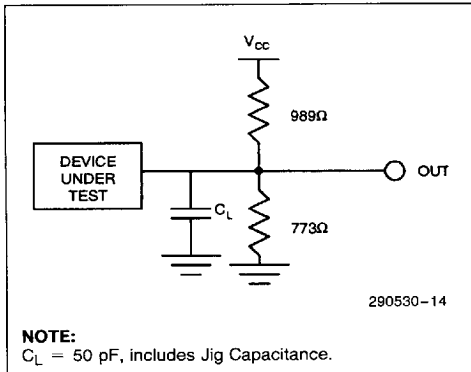 V_CC
989Ω
DEVICE
UNDER
TEST
OUT
C_L
773Ω
290530-14
NOTE:
C_L = 50 pF, includes Jig Capacitance.